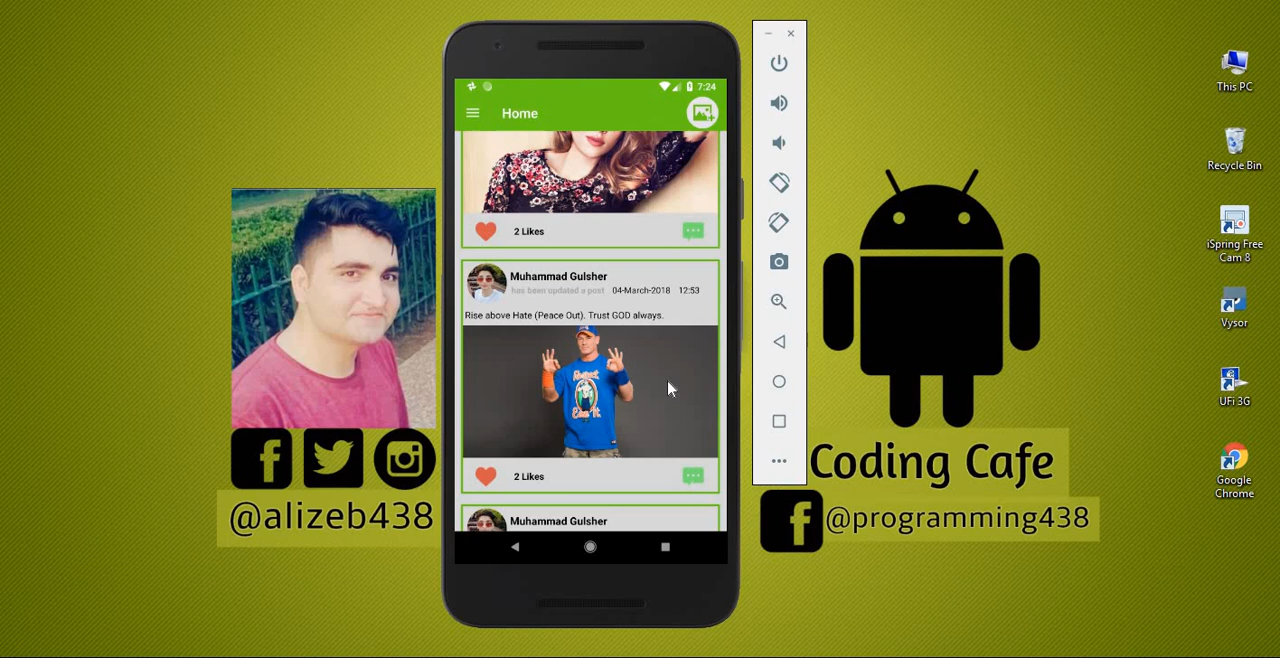 7:24
Home
2 Likes
Muhammad Gulsher
has been updated a post 04-March-2018 12:53
Rise above Hate (Peace Out). Trust GOD always.
2 Likes
Muhammad Gulsher
@alizeb438
Coding Cafe
@programming438
This PC
Recycle Bin
iSpring Free
Cam 8
Vysor
UFi 3G
Google
Chrome